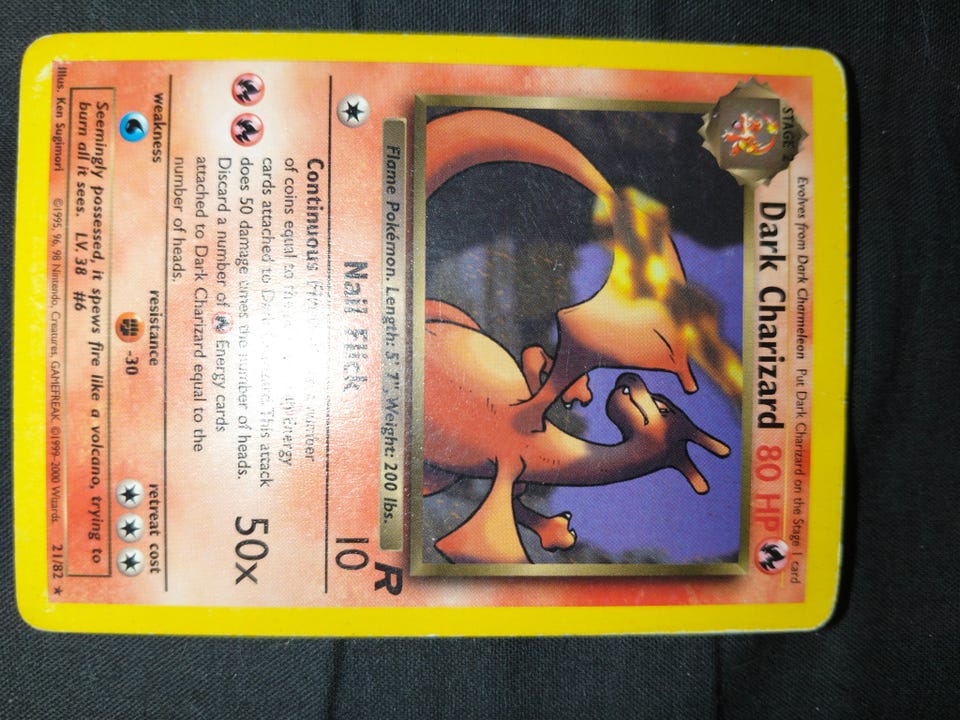 STAGE 2
Evolves from Dark Charmeleon Put Dark Charizard on the Stage 1 card
Dark Charizard 80 HP
Flame Pokémon. Length: 5' 7", Weight: 200 lbs.
R
Nail Flick 10
Continuous
of coins equal to the number
cards attached to This attack
does 50 damage times the number of heads. 50x
Discard a number of Energy cards
attached to Dark Charizard equal to the
number of heads.
weakness resistance retreat cost
-30
Seemingly possessed, it spews fire like a volcano, trying to
burn all it sees. LV. 38 #6
Illus. Ken Sugimori ©1995, 96, 98 Nintendo, Creatures, GAMEFREAK. ©1999-2000 Wizards. 21/82 ★